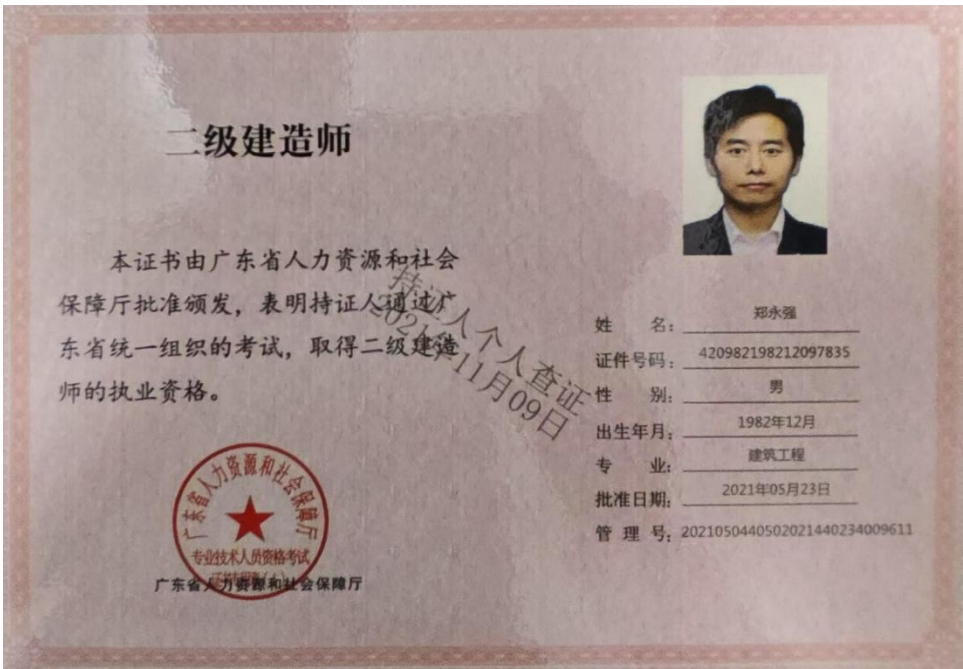 二级建造师
本证书由广东省人力资源和社会
保障厅批准颁发，表明持证人通过广
东省统一组织的考试，取得二级建造
师的执业资格。
持证人个人查证
2021年11月09日
广东省人力资源和社会保障厅
专业技术人员资格考试
广东省人力资源和社会保障厅
姓 名：郑永强
证件号码：420982198212097835
性 别：男
出生年月：1982年12月
专 业：建筑工程
批准日期：2021年05月23日
管 理 号：2021050440502021440234009611